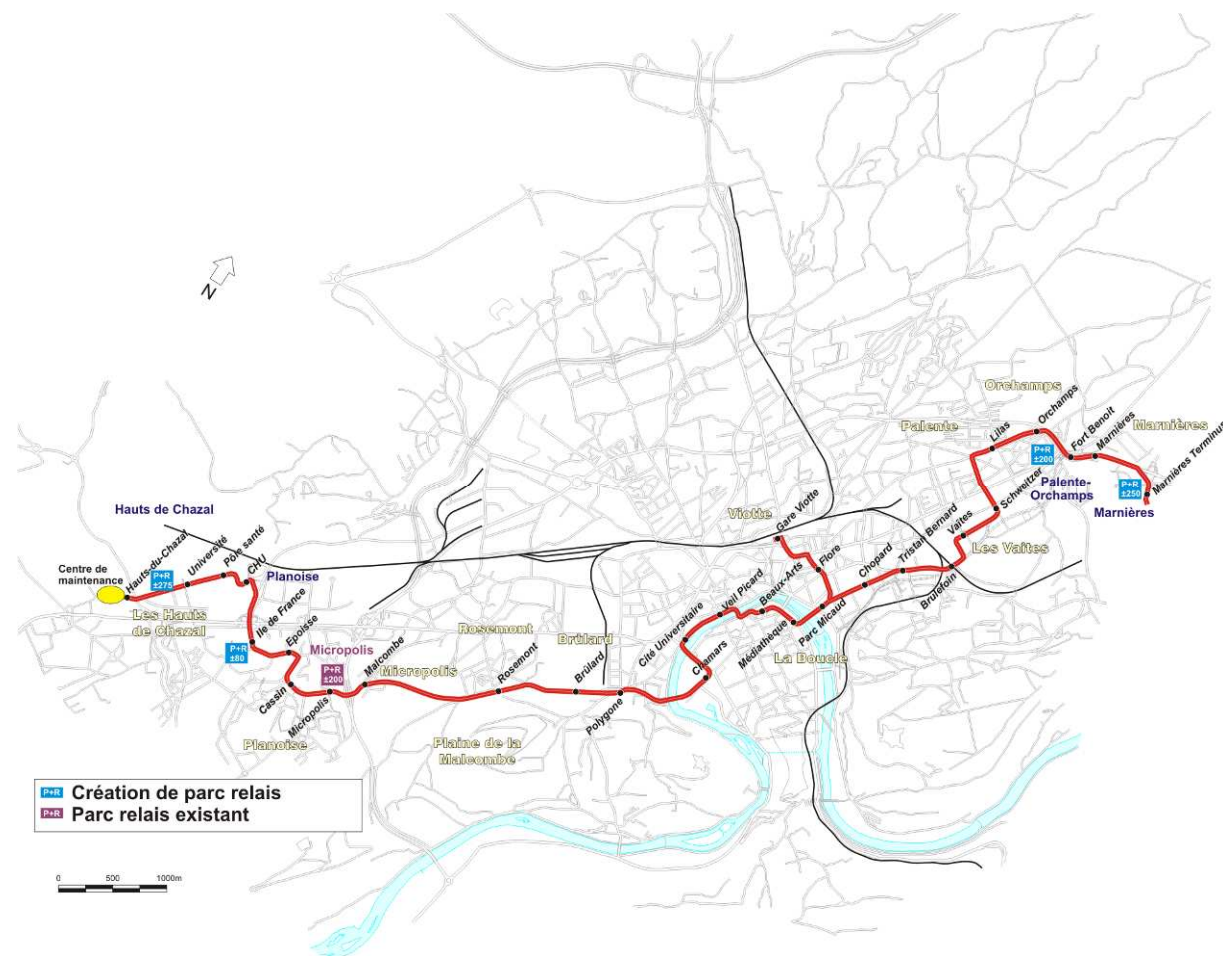 N
Orchamps
Palente
Marnières
Orchamps
Lilas
Fort Benoit
Marnières
Marnières Terminus
P+R
±200
P+R
±250
Palente-
Orchamps
Marnières
Schweitzer
Vaîtes
Les Vaîtes
Viotte
Gare Viotte
Flore
Chopard
Tristan Bernard
Brulefoin
Hauts de Chazal
Centre de
maintenance
Hauts-du-Chazal
P+R
±275
Université
Pôle santé
CHU
Planoise
Les Hauts
de Chazal
Ile de France
P+R
±80
Epoisse
Micropolis
P+R
±200
Malcombe
Micropolis
Cassin
Micropolis
Planoise
Rosemont
Rosemont
Brûlard
Brûlard
Polygone
Cité Universitaire
Veil Picard
Beaux-Arts
Chamars
Médiathèque
Parc Micaud
La Boucle
Plaine de la
Malcombe
P+R Création de parc relais
P+R Parc relais existant
0 500 1000m